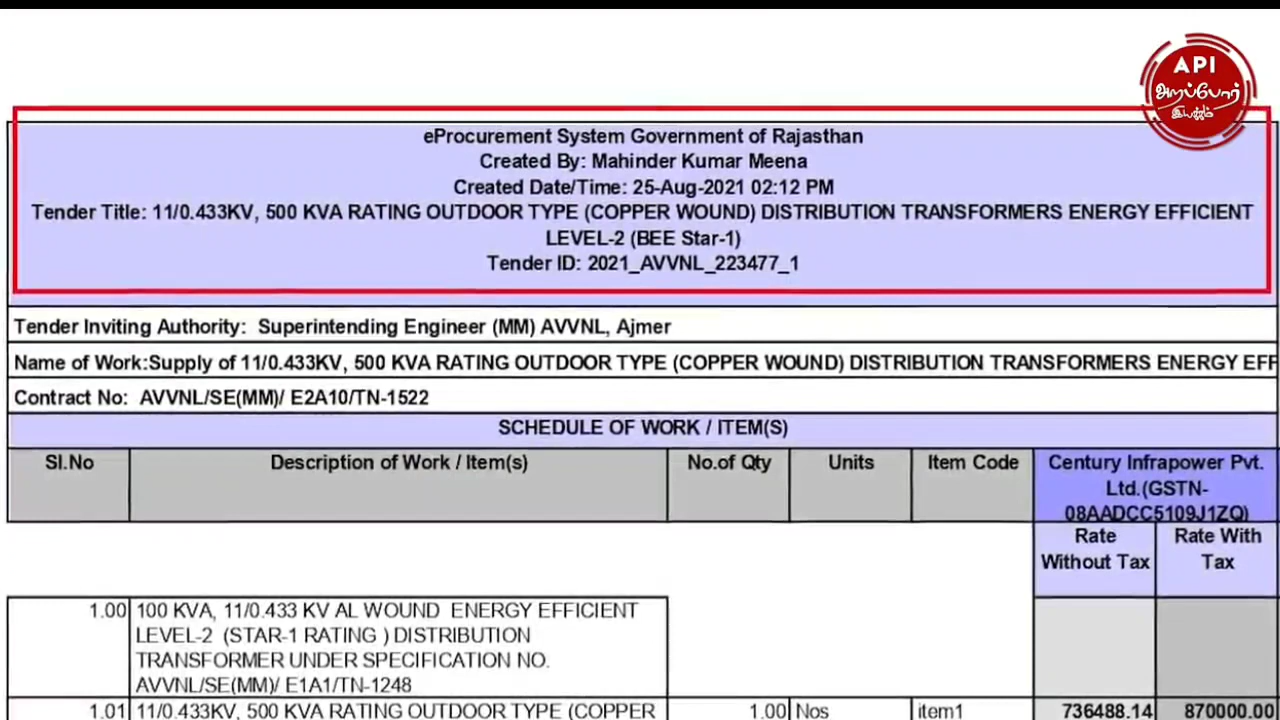 API
அறப்போர்
இயக்கம்
eProcurement System Government of Rajasthan
Created By: Mahinder Kumar Meena
Created Date/Time: 25-Aug-2021 02:12 PM
Tender Title: 11/0.433KV, 500 KVA RATING OUTDOOR TYPE (COPPER WOUND) DISTRIBUTION TRANSFORMERS ENERGY EFFICIENT
LEVEL-2 (BEE Star-1)
Tender ID: 2021_AVVNL_223477_1
Tender Inviting Authority: Superintending Engineer (MM) AVVNL, Ajmer
Name of Work:Supply of 11/0.433KV, 500 KVA RATING OUTDOOR TYPE (COPPER WOUND) DISTRIBUTION TRANSFORMERS ENERGY EFF
Contract No: AVVNL/SE(MM)/ E2A10/TN-1522
SCHEDULE OF WORK / ITEM(S)
Sl.No Description of Work / Item(s) No.of Qty Units Item Code Century Infrapower Pvt.
Ltd.(GSTN-
08AADCC5109J1ZQ)
Rate Rate With
Without Tax Tax
1.00 100 KVA, 11/0.433 KV AL WOUND ENERGY EFFICIENT
LEVEL-2 (STAR-1 RATING ) DISTRIBUTION
TRANSFORMER UNDER SPECIFICATION NO.
AVVNL/SE(MM)/ E1A1/TN-1248
1.01 11/0.433KV, 500 KVA RATING OUTDOOR TYPE (COPPER 1.00 Nos item1 736488.14 870000.00